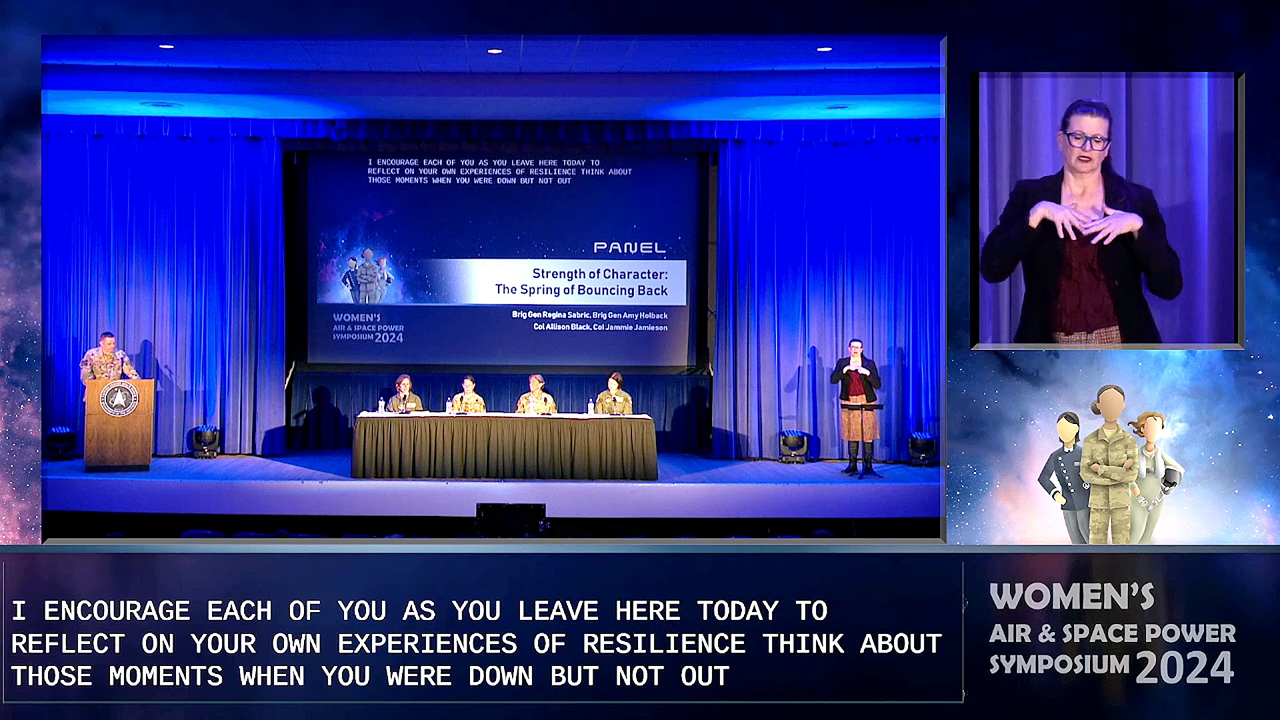 I ENCOURAGE EACH OF YOU AS YOU LEAVE HERE TODAY TO
REFLECT ON YOUR OWN EXPERIENCES OF RESILIENCE THINK ABOUT
THOSE MOMENTS WHEN YOU WERE DOWN BUT NOT OUT
PANEL
Strength of Character:
The Spring of Bouncing Back
Brig Gen Regina Sabric, Brig Gen Amy Holback
Col Allison Black, Col Jammie Jamieson
WOMEN'S
AIR & SPACE POWER
SYMPOSIUM 2024
I ENCOURAGE EACH OF YOU AS YOU LEAVE HERE TODAY TO
REFLECT ON YOUR OWN EXPERIENCES OF RESILIENCE THINK ABOUT
THOSE MOMENTS WHEN YOU WERE DOWN BUT NOT OUT
WOMEN'S
AIR & SPACE POWER
SYMPOSIUM 2024